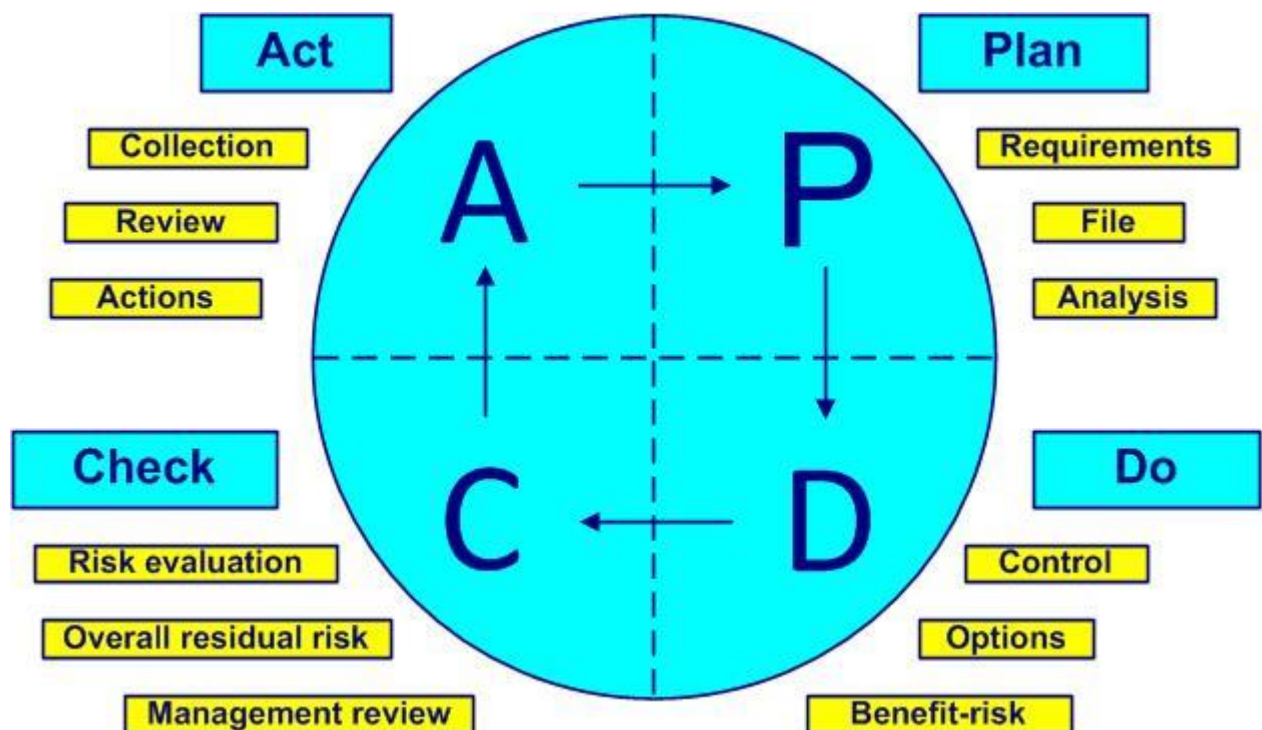 Act
Plan
Collection
Requirements
Review
File
Actions
Analysis
A
P
Check
Do
C
D
Risk evaluation
Control
Overall residual risk
Options
Management review
Benefit-risk